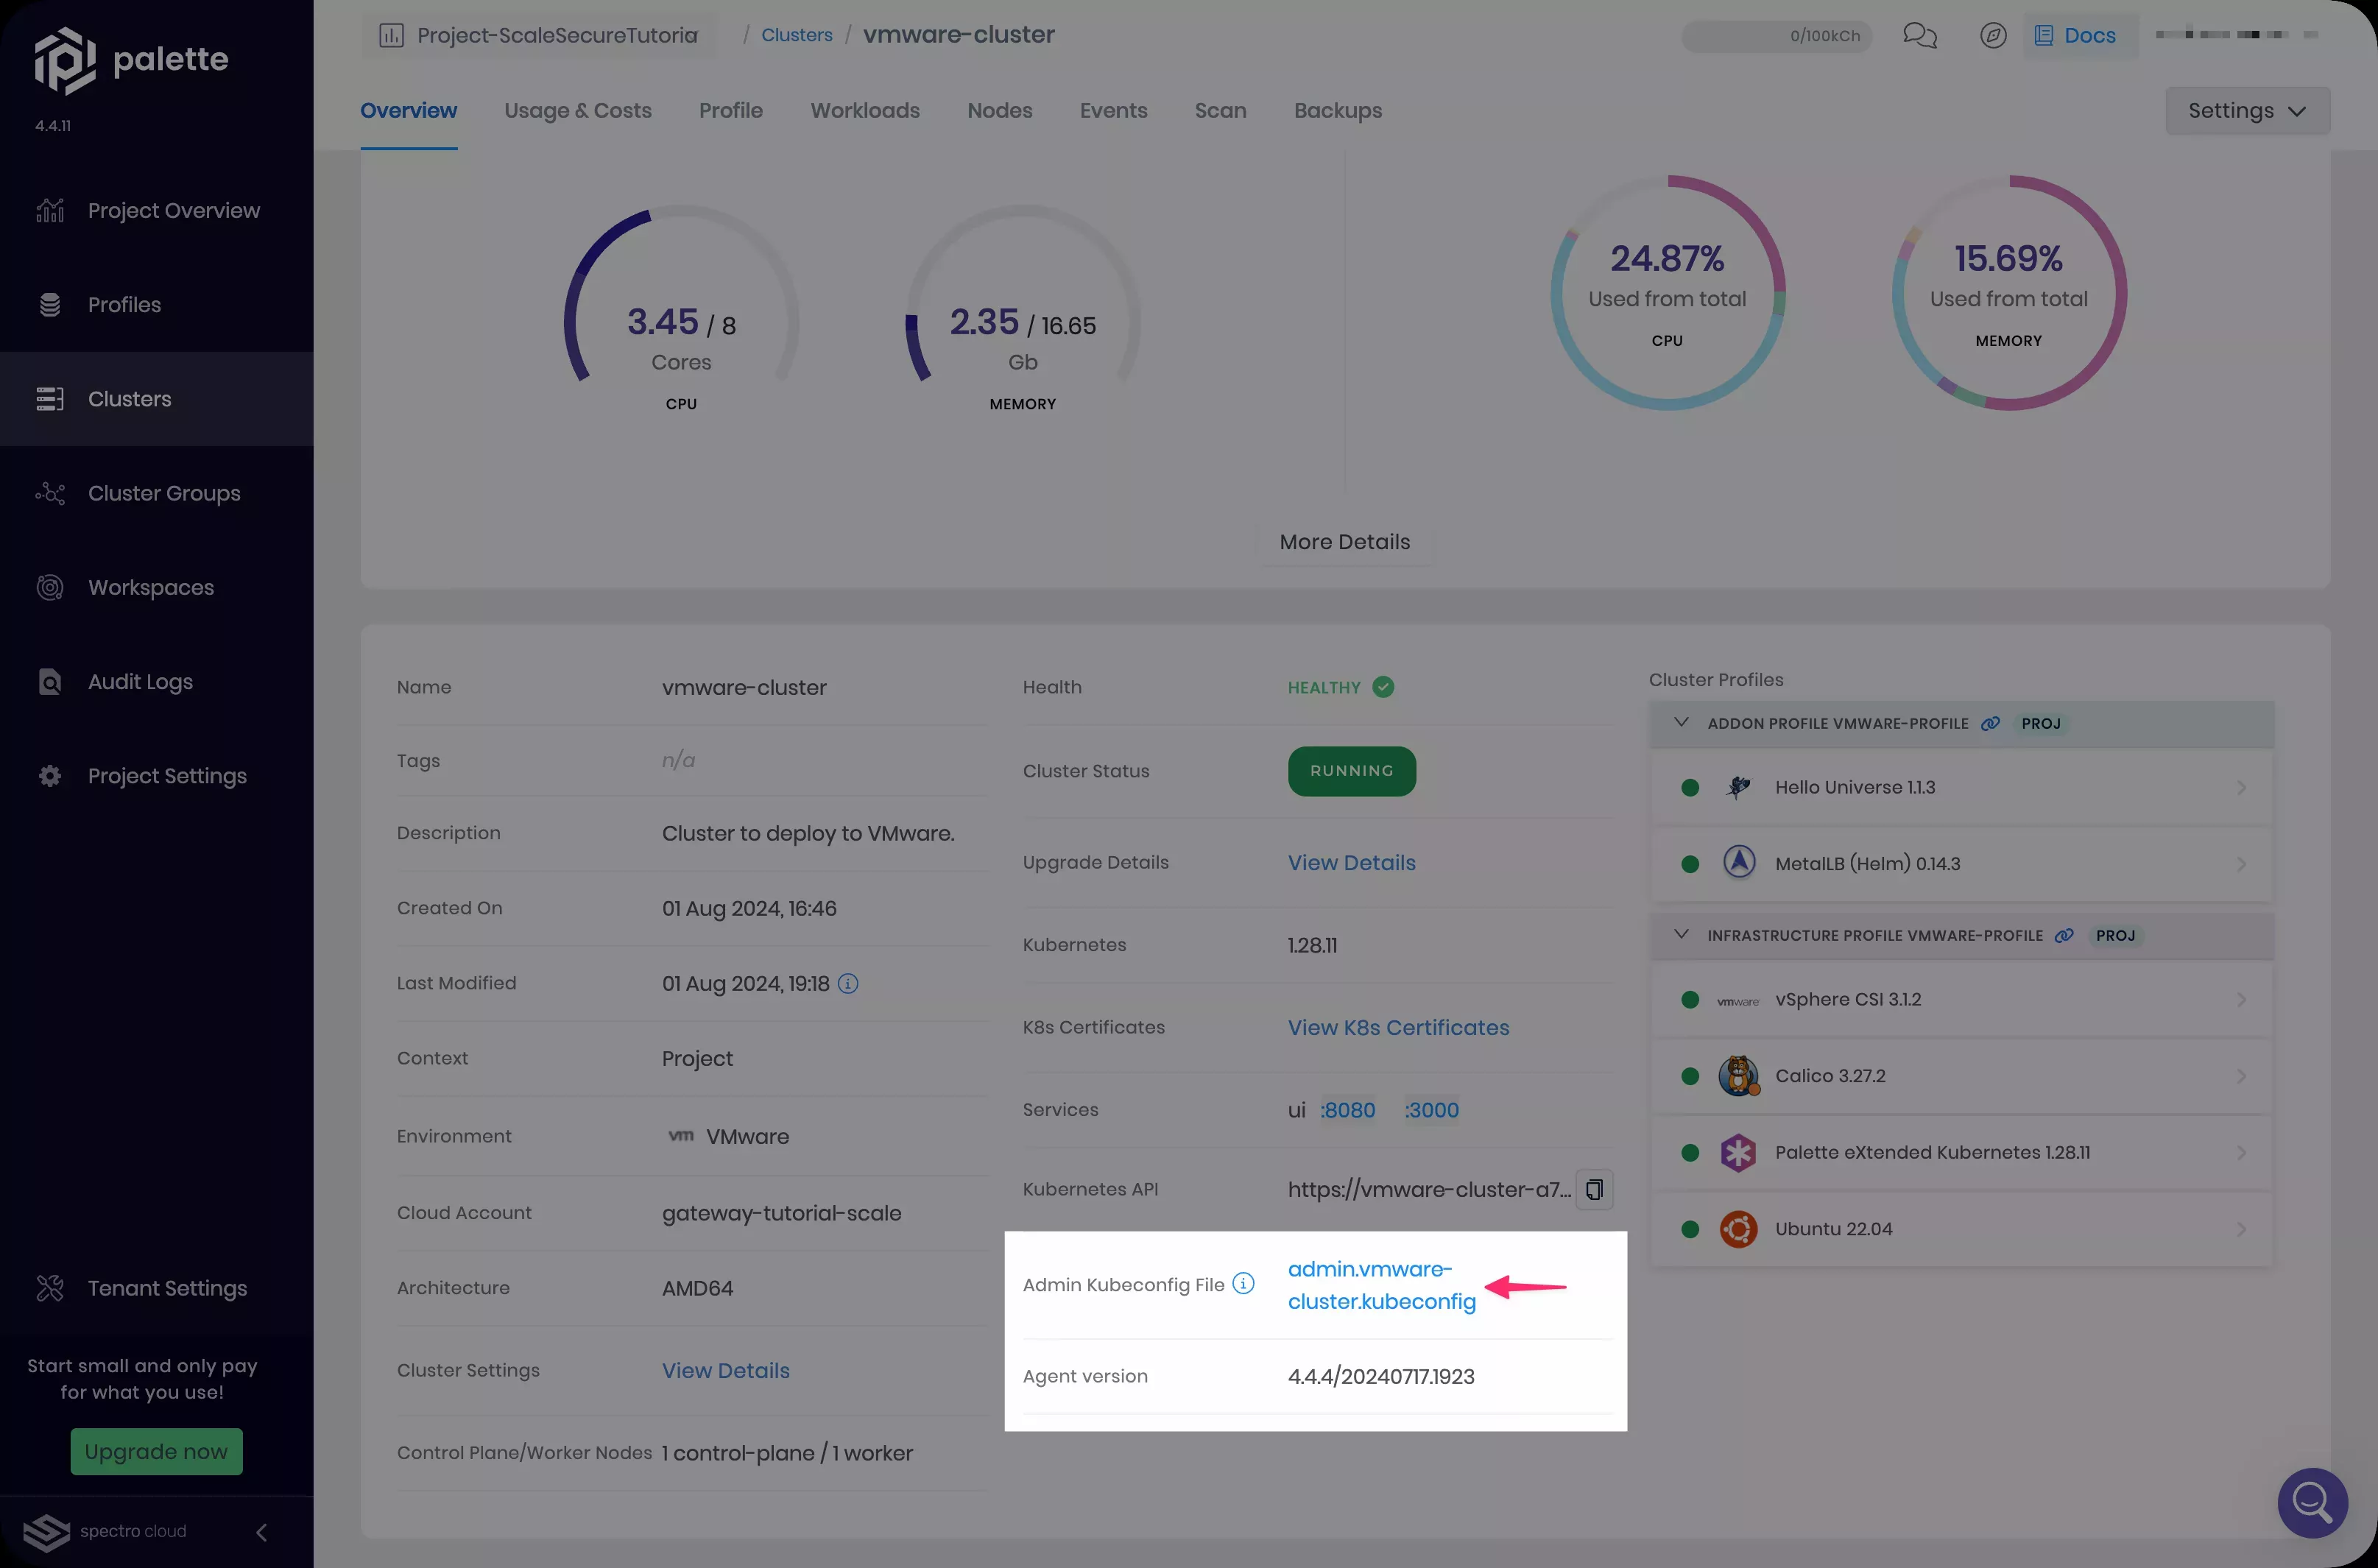 palette
4.4.11
Project Overview
Profiles
Clusters
Cluster Groups
Workspaces
Audit Logs
Project Settings
Tenant Settings
Start small and only pay
for what you use!
Upgrade now
spectro cloud
Project-ScaleSecureTutoria
/ Clusters / vmware-cluster
0/100kCh
Docs
Overview
Usage & Costs
Profile
Workloads
Nodes
Events
Scan
Backups
Settings
3.45 / 8
Cores
CPU
2.35 / 16.65
Gb
MEMORY
24.87%
Used from total
CPU
15.69%
Used from total
MEMORY
More Details
Name vmware-cluster
Tags n/a
Description Cluster to deploy to VMware.
Created On 01 Aug 2024, 16:46
Last Modified 01 Aug 2024, 19:18
Context Project
Environment vm VMware
Cloud Account gateway-tutorial-scale
Architecture AMD64
Cluster Settings View Details
Control Plane/Worker Nodes 1 control-plane / 1 worker
Health HEALTHY
Cluster Status RUNNING
Upgrade Details View Details
Kubernetes 1.28.11
K8s Certificates View K8s Certificates
Services ui :8080 :3000
Kubernetes API https://vmware-cluster-a7...
Admin Kubeconfig File admin.vmware-
cluster.kubeconfig
Agent version 4.4.4/20240717.1923
Cluster Profiles
ADDON PROFILE VMWARE-PROFILE PROJ
Hello Universe 1.1.3
MetalLB (Helm) 0.14.3
INFRASTRUCTURE PROFILE VMWARE-PROFILE PROJ
vmware vSphere CSI 3.1.2
Calico 3.27.2
Palette eXtended Kubernetes 1.28.11
Ubuntu 22.04